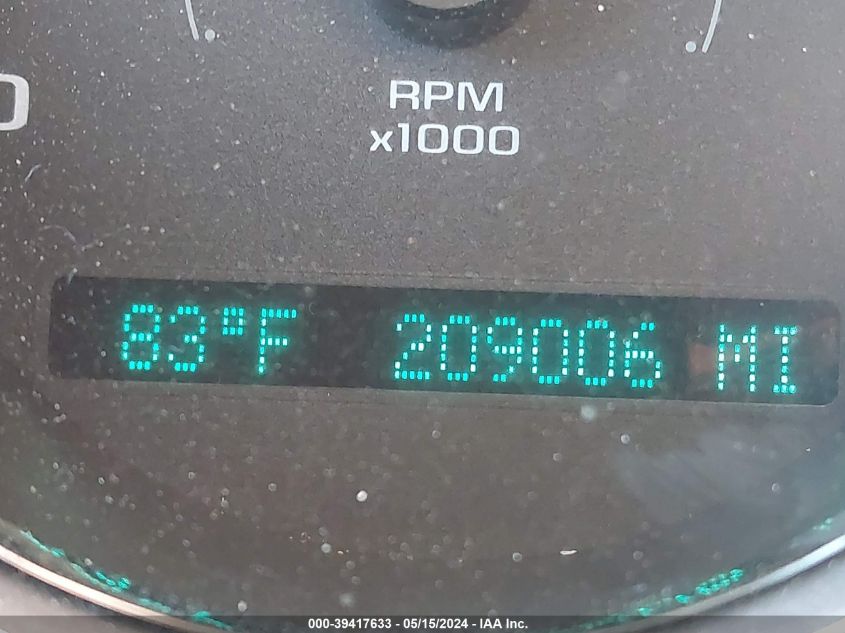 RPM
x1000
83°F 209006 MI
000-39417633 - 05/15/2024 - IAA Inc.